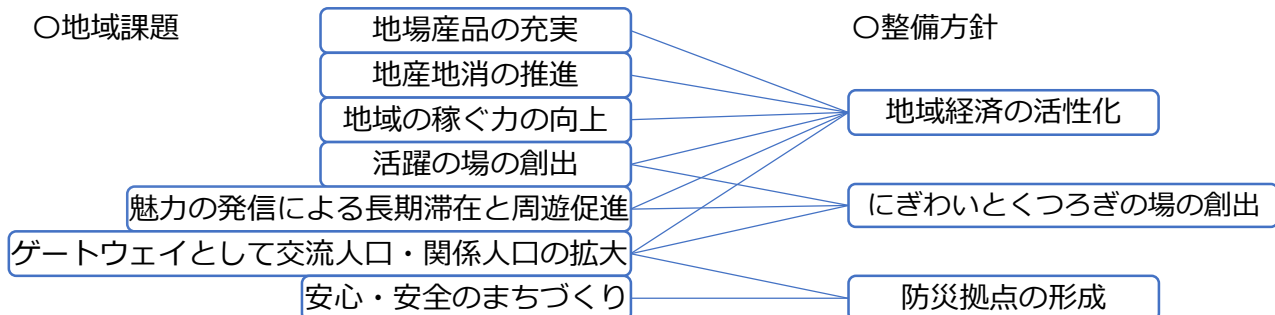 〇地域課題
地場産品の充実
地産地消の推進
地域の稼ぐ力の向上
活躍の場の創出
魅力の発信による長期滞在と周遊促進
ゲートウェイとして交流人口・関係人口の拡大
安心・安全のまちづくり
〇整備方針
地域経済の活性化
にぎわいとくつろぎの場の創出
防災拠点の形成